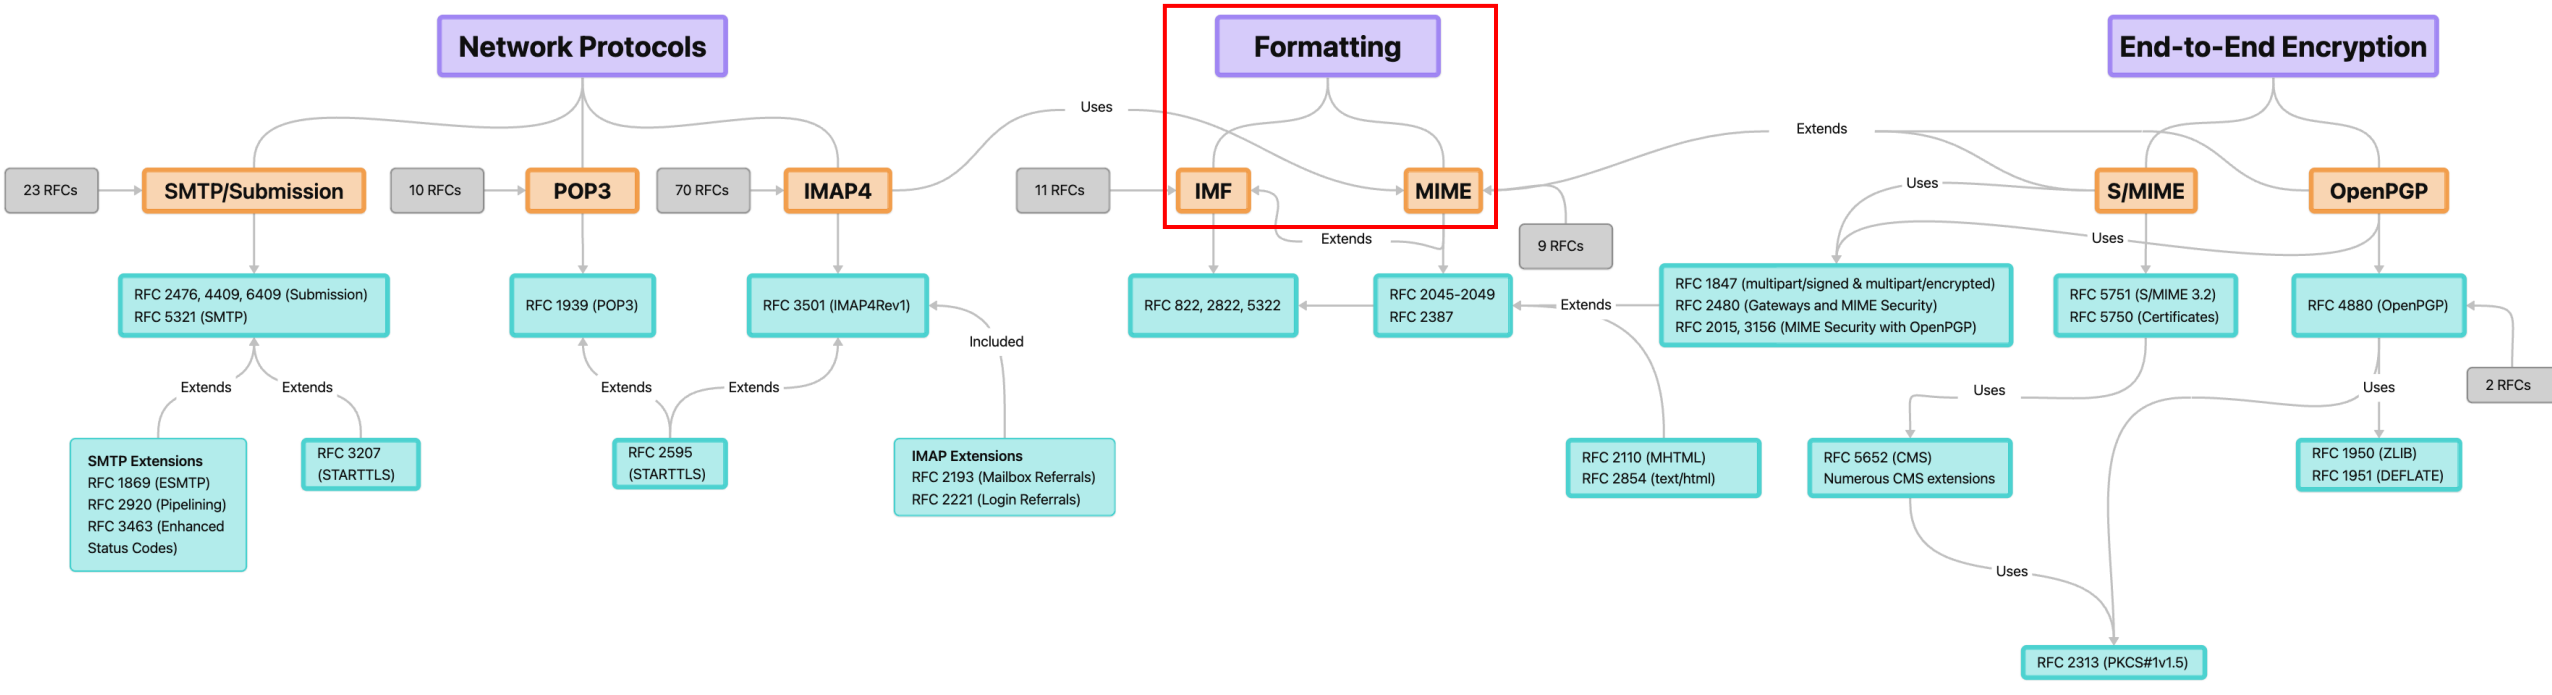 Network Protocols
Formatting
End-to-End Encryption
Uses
Extends
23 RFCs
SMTP/Submission
10 RFCs
POP3
70 RFCs
IMAP4
11 RFCs
IMF
MIME
Uses
S/MIME
OpenPGP
Extends
9 RFCs
Uses
RFC 2476, 4409, 6409 (Submission)
RFC 5321 (SMTP)
RFC 1939 (POP3)
RFC 3501 (IMAP4Rev1)
RFC 822, 2822, 5322
RFC 2045-2049
RFC 2387
Extends
RFC 1847 (multipart/signed & multipart/encrypted)
RFC 2480 (Gateways and MIME Security)
RFC 2015, 3156 (MIME Security with OpenPGP)
RFC 5751 (S/MIME 3.2)
RFC 5750 (Certificates)
RFC 4880 (OpenPGP)
Included
Extends
Extends
Extends
Extends
Uses
Uses
2 RFCs
SMTP Extensions
RFC 1869 (ESMTP)
RFC 2920 (Pipelining)
RFC 3463 (Enhanced
Status Codes)
RFC 3207
(STARTTLS)
RFC 2595
(STARTTLS)
IMAP Extensions
RFC 2193 (Mailbox Referrals)
RFC 2221 (Login Referrals)
RFC 2110 (MHTML)
RFC 2854 (text/html)
RFC 5652 (CMS)
Numerous CMS extensions
RFC 1950 (ZLIB)
RFC 1951 (DEFLATE)
Uses
RFC 2313 (PKCS#1v1.5)